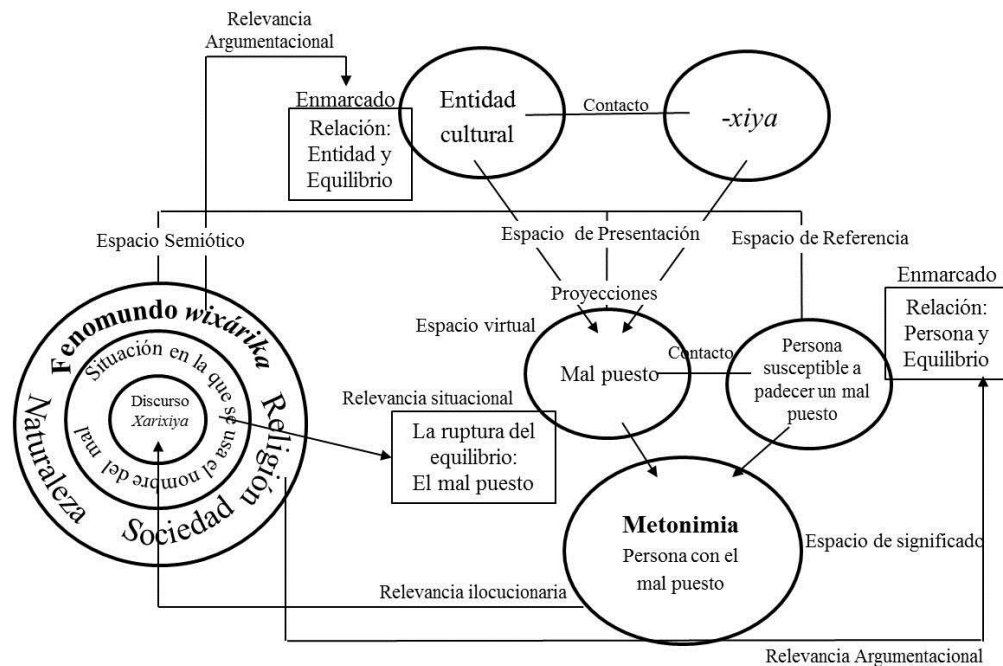 Relevancia
Argumentacional
Enmarcado
Relación:
Entidad y
Equilibrio
Entidad
cultural
Contacto
-xiya
Espacio Semiótico
Espacio de Presentación
Espacio de Referencia
Proyecciones
Espacio virtual
Mal puesto
Contacto
Persona
susceptible a
padecer un mal
puesto
Enmarcado
Relación:
Persona y
Equilibrio
Fenomundo wixárika
Naturaleza
Sociedad
Religión
Situación en la que se usa el nombre del mal
Discurso
Xarixiya
Relevancia situacional
La ruptura del
equilibrio:
El mal puesto
Metonimia
Persona con el
mal puesto
Espacio de significado
Relevancia ilocucionaria
Relevancia Argumentacional